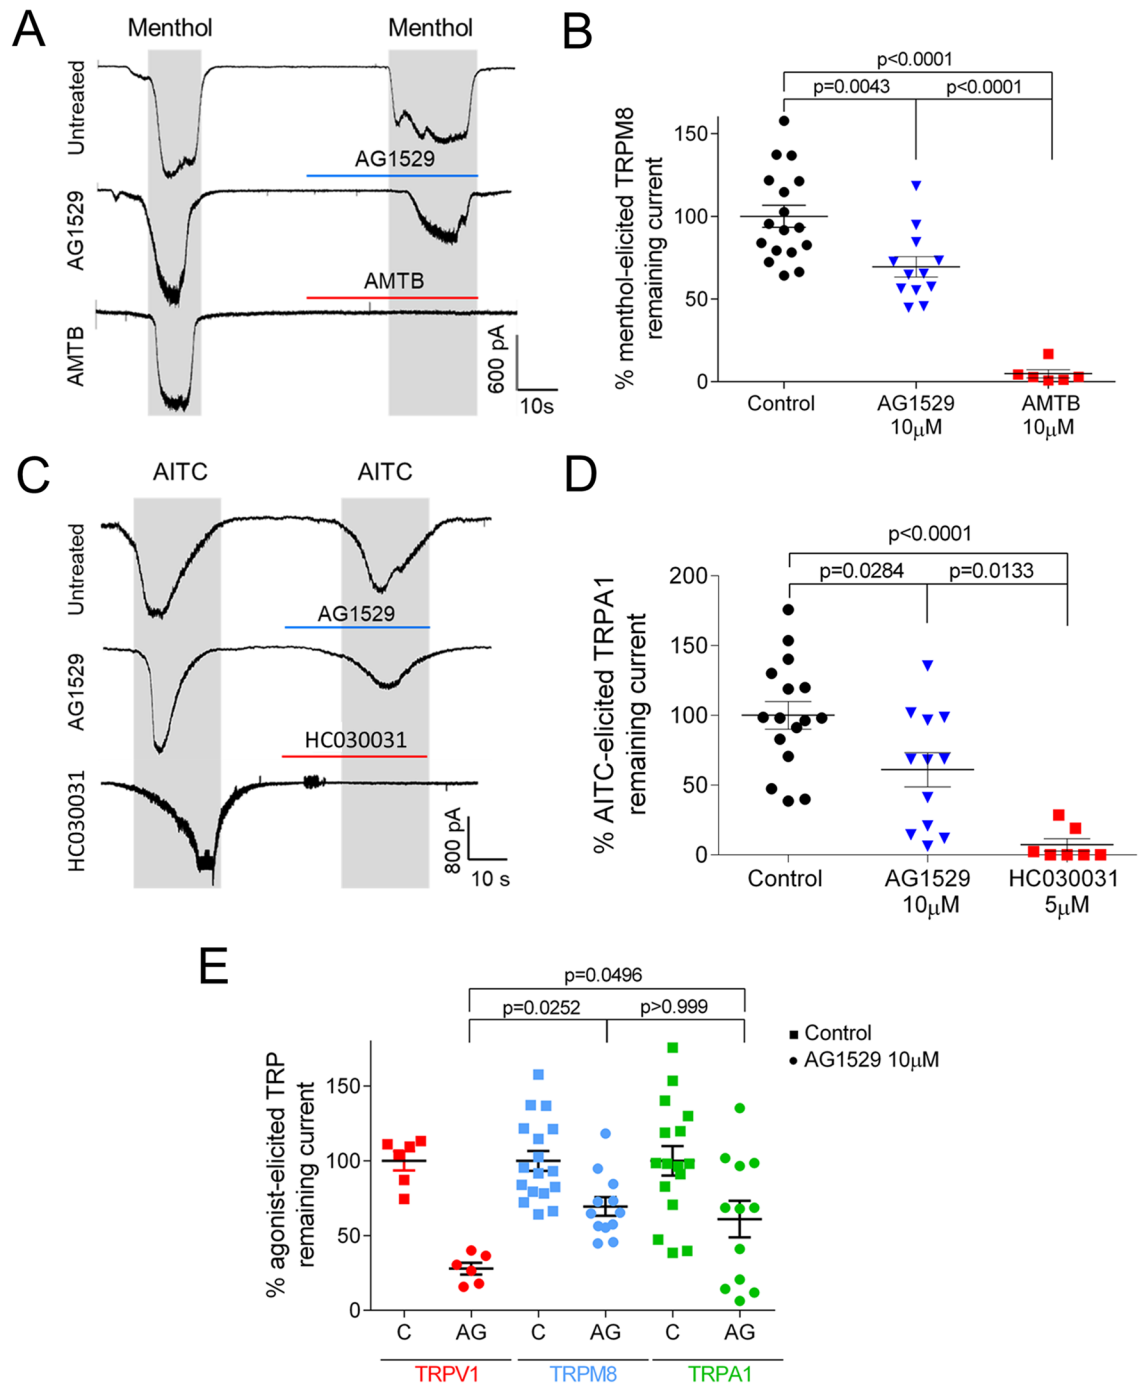 A
Menthol
Menthol
Untreated
AG1529
AG1529
AMTB
AMTB
600 pA
10s
B
p<0.0001
p=0.0043
p<0.0001
% menthol-elicited TRPM8
remaining current
150
100
50
0
Control
AG1529
10μM
AMTB
10μM
C
AITC
AITC
Untreated
AG1529
AG1529
HC030031
HC030031
800 pA
10 s
D
p<0.0001
p=0.0284
p=0.0133
% AITC-elicited TRPA1
remaining current
200
150
100
50
0
Control
AG1529
10μM
HC030031
5μM
E
p=0.0496
p=0.0252
p>0.999
Control
AG1529 10μM
% agonist-elicited TRP
remaining current
150
100
50
0
C
AG
C
AG
C
AG
TRPV1
TRPM8
TRPA1